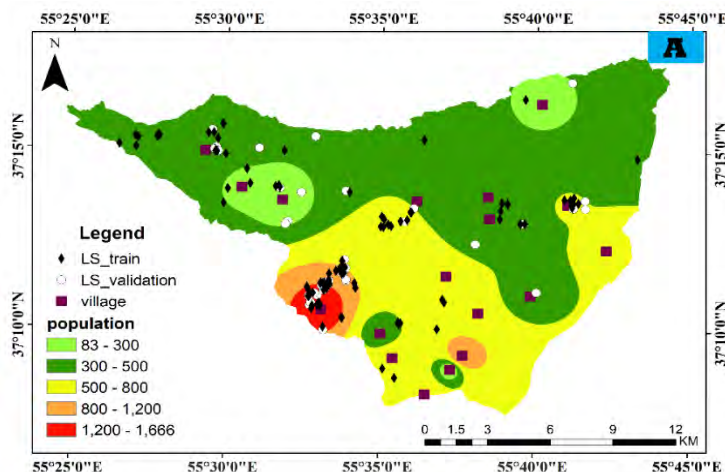 55°25'0"E 55°30'0"E 55°35'0"E 55°40'0"E 55°45'0"E
N
A
37°15'0"N
37°15'0"N
Legend
LS_train
LS_validation
village
population
83 - 300
300 - 500
500 - 800
800 - 1,200
1,200 - 1,666
37°10'0"N
37°10'0"N
0 1.5 3 6 9 12
KM
55°25'0"E 55°30'0"E 55°35'0"E 55°40'0"E 55°45'0"E